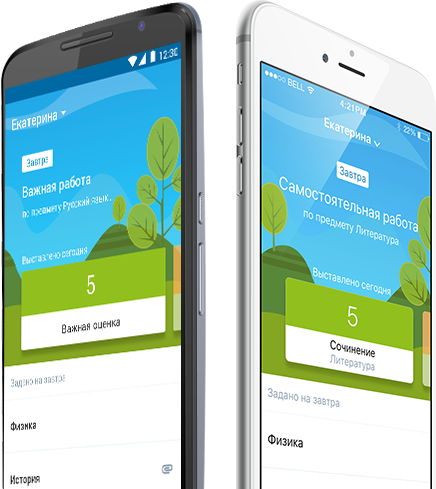 12:30
Екатерина
Завтра
Важная работа
по предмету Русский язык..
Выставлено сегодня
5
Важная оценка
Задано на завтра
Физика
История
BELL
4:21 PM
22%
Екатерина
Завтра
Самостоятельная работа
по предмету Литература
Выставлено сегодня
5
Сочинение
Литература
Задано на завтра
Физика